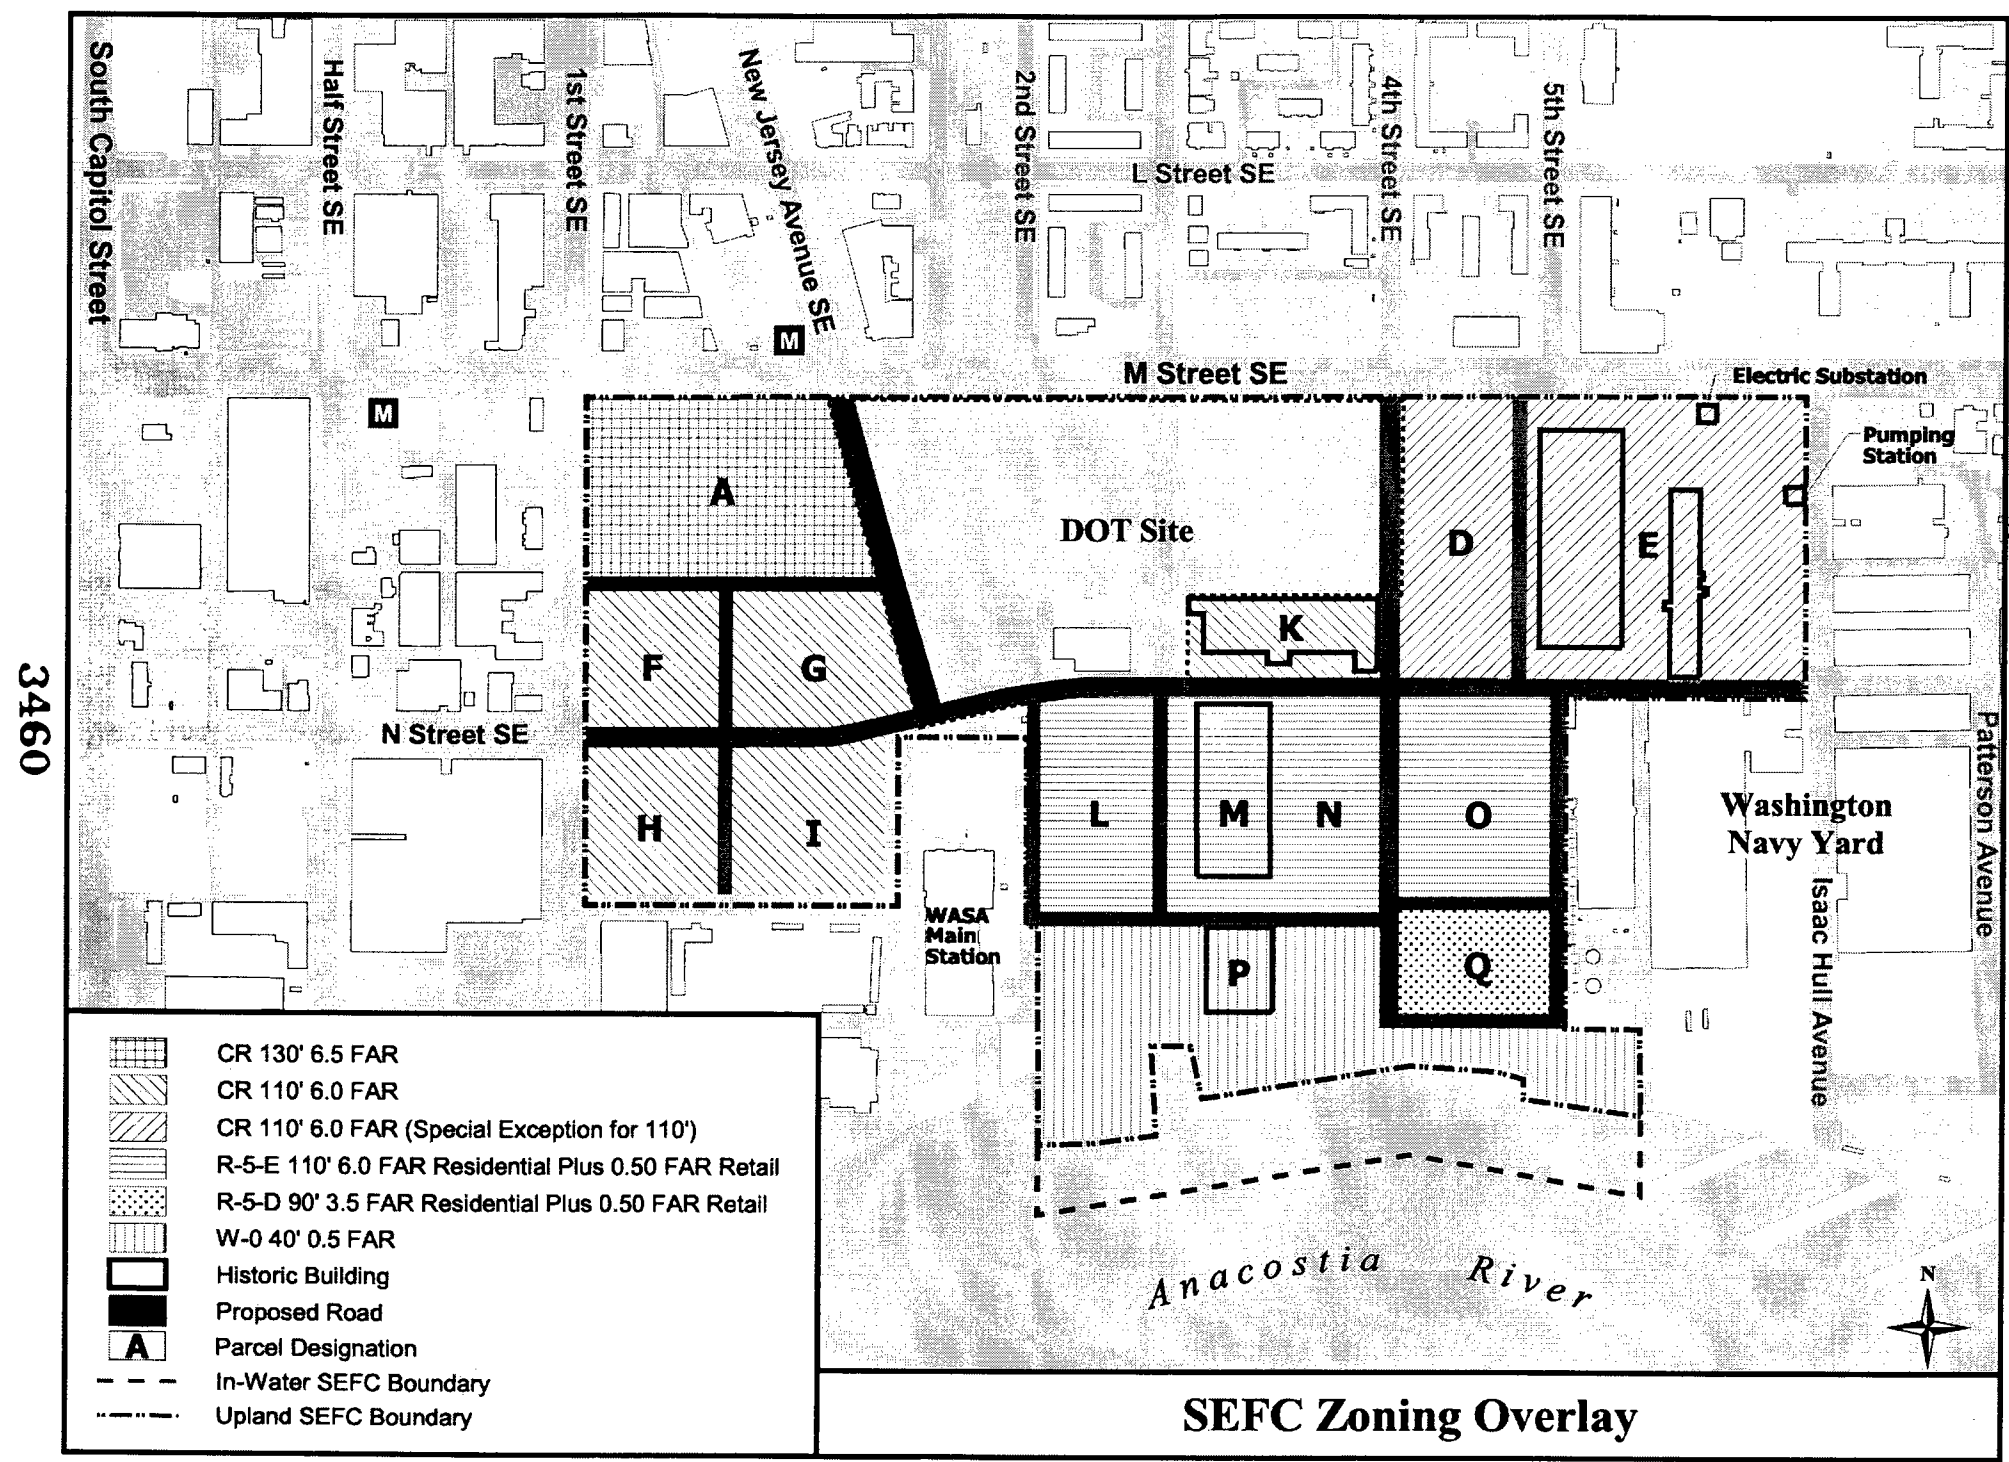 South Capitol Street
Half Street SE
1st Street SE
New Jersey Avenue SE
2nd Street SE
4th Street SE
5th Street SE
L Street SE
M
M Street SE
Electric Substation
M
Pumping
Station
A
DOT Site
D
E
K
F
G
3460
N Street SE
H
I
L
M
N
O
Washington
Navy Yard
Patterson Avenue
Isaac Hull Avenue
WASA
Main
Station
P
Q
CR 130' 6.5 FAR
CR 110' 6.0 FAR
CR 110' 6.0 FAR (Special Exception for 110')
R-5-E 110' 6.0 FAR Residential Plus 0.50 FAR Retail
R-5-D 90' 3.5 FAR Residential Plus 0.50 FAR Retail
W-0 40' 0.5 FAR
Historic Building
Proposed Road
A Parcel Designation
In-Water SEFC Boundary
Upland SEFC Boundary
Anacostia River
N
SEFC Zoning Overlay